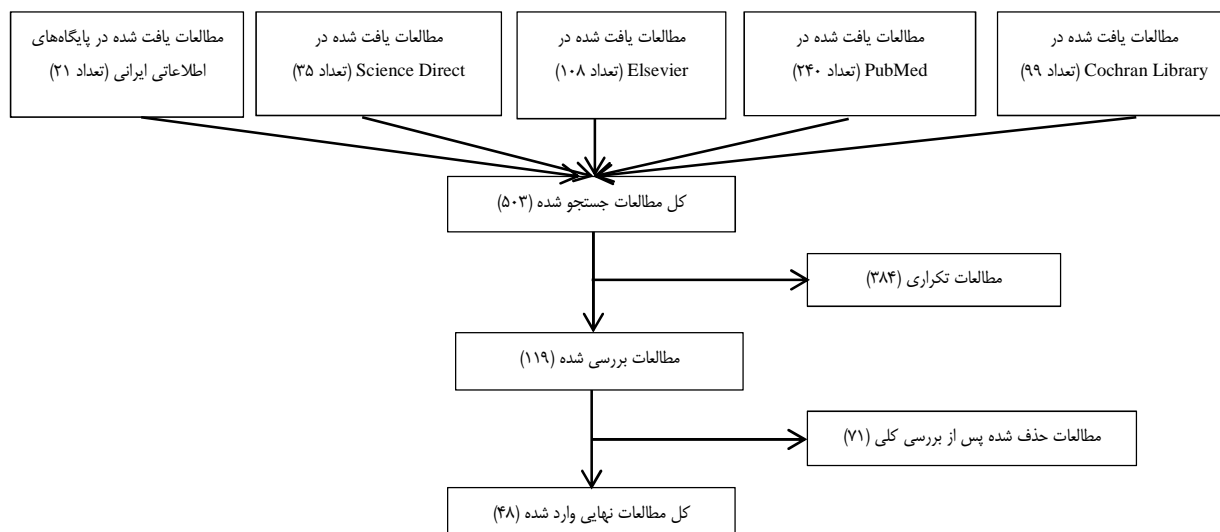 مطالعات یافت شده در
Cochran Library (تعداد ۹۹)
مطالعات یافت شده در
PubMed (تعداد ۲۴۰)
مطالعات یافت شده در
Elsevier (تعداد ۱۰۸)
مطالعات یافت شده در
Science Direct (تعداد ۳۵)
مطالعات یافت شده در پایگاه‌های
اطلاعاتی ایرانی (تعداد ۲۱)
کل مطالعات جستجو شده (۵۰۳)
مطالعات تکراری (۳۸۴)
مطالعات بررسی شده (۱۱۹)
مطالعات حذف شده پس از بررسی کلی (۷۱)
کل مطالعات نهایی وارد شده (۴۸)